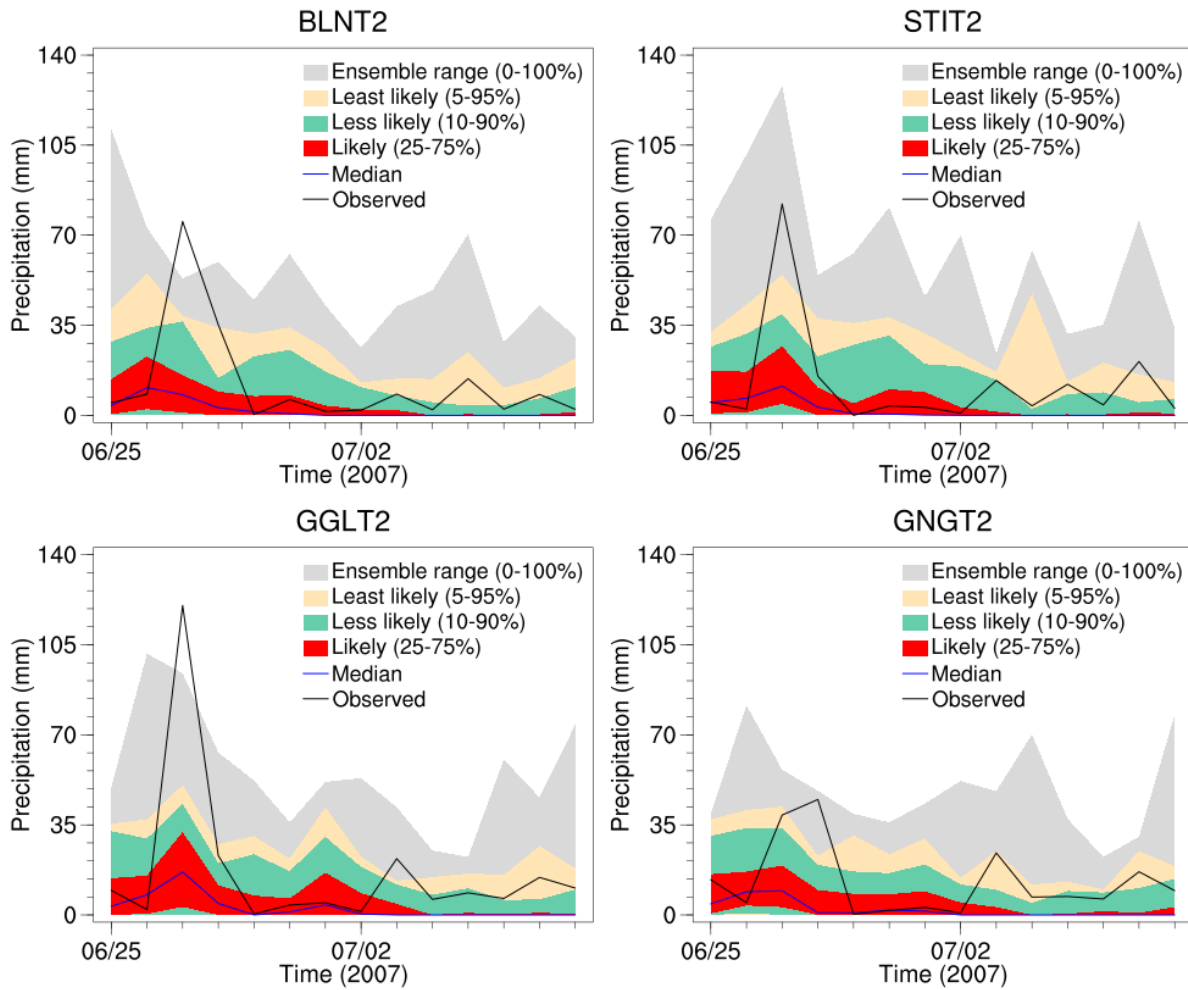 BLNT2
140
105
70
35
0
Precipitation (mm)
Ensemble range (0-100%)
Least likely (5-95%)
Less likely (10-90%)
Likely (25-75%)
Median
Observed
06/25
07/02
Time (2007)
STIT2
140
105
70
35
0
Precipitation (mm)
Ensemble range (0-100%)
Least likely (5-95%)
Less likely (10-90%)
Likely (25-75%)
Median
Observed
06/25
07/02
Time (2007)
GGLT2
140
105
70
35
0
Precipitation (mm)
Ensemble range (0-100%)
Least likely (5-95%)
Less likely (10-90%)
Likely (25-75%)
Median
Observed
06/25
07/02
Time (2007)
GNGT2
140
105
70
35
0
Precipitation (mm)
Ensemble range (0-100%)
Least likely (5-95%)
Less likely (10-90%)
Likely (25-75%)
Median
Observed
06/25
07/02
Time (2007)